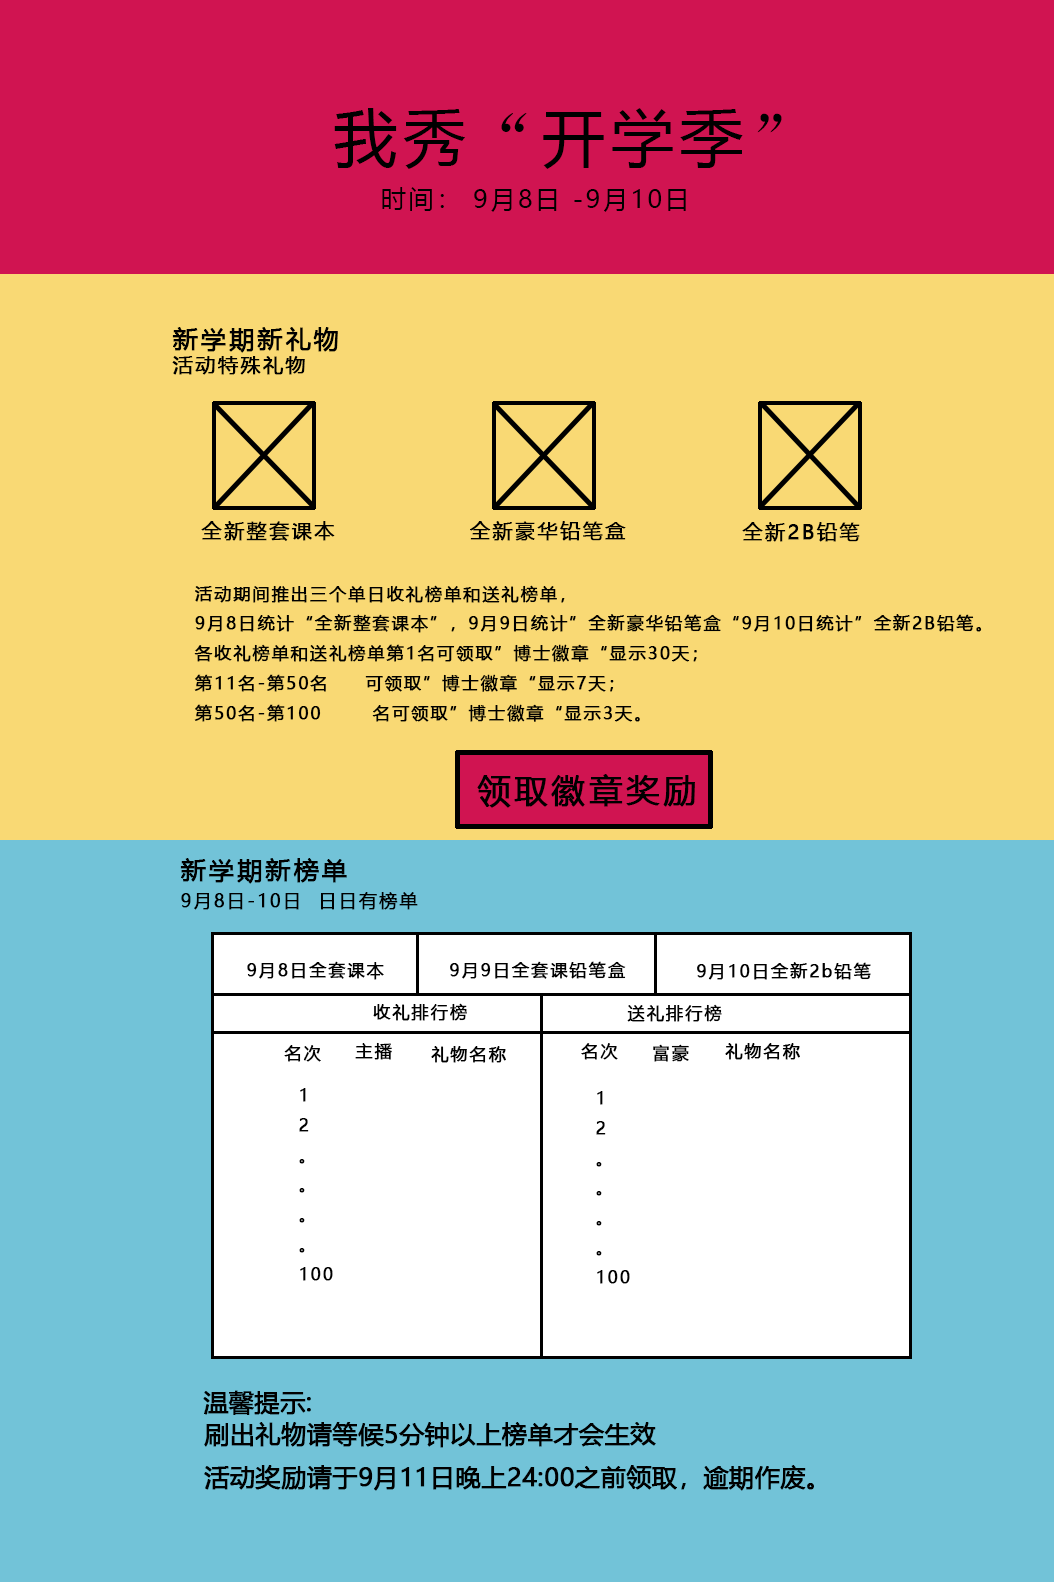 我秀“开学季”
时间： 9月8日 -9月10日
新学期新礼物
活动特殊礼物
全新整套课本 全新豪华铅笔盒 全新2B铅笔
活动期间推出三个单日收礼榜单和送礼榜单，
9月8日统计“全新整套课本”，9月9日统计”全新豪华铅笔盒“9月10日统计”全新2B铅笔。
各收礼榜单和送礼榜单第1名可领取”博士徽章“显示30天；
第11名-第50名 可领取”博士徽章“显示7天；
第50名-第100 名可领取”博士徽章“显示3天。
领取徽章奖励
新学期新榜单
9月8日-10日 日日有榜单
9月8日全套课本 9月9日全套课铅笔盒 9月10日全新2b铅笔
收礼排行榜 送礼排行榜
名次 主播 礼物名称 名次 富豪 礼物名称
1 1
2 2
。 。
。 。
。 。
。 。
100 100
温馨提示:
刷出礼物请等候5分钟以上榜单才会生效
活动奖励请于9月11日晚上24:00之前领取，逾期作废。